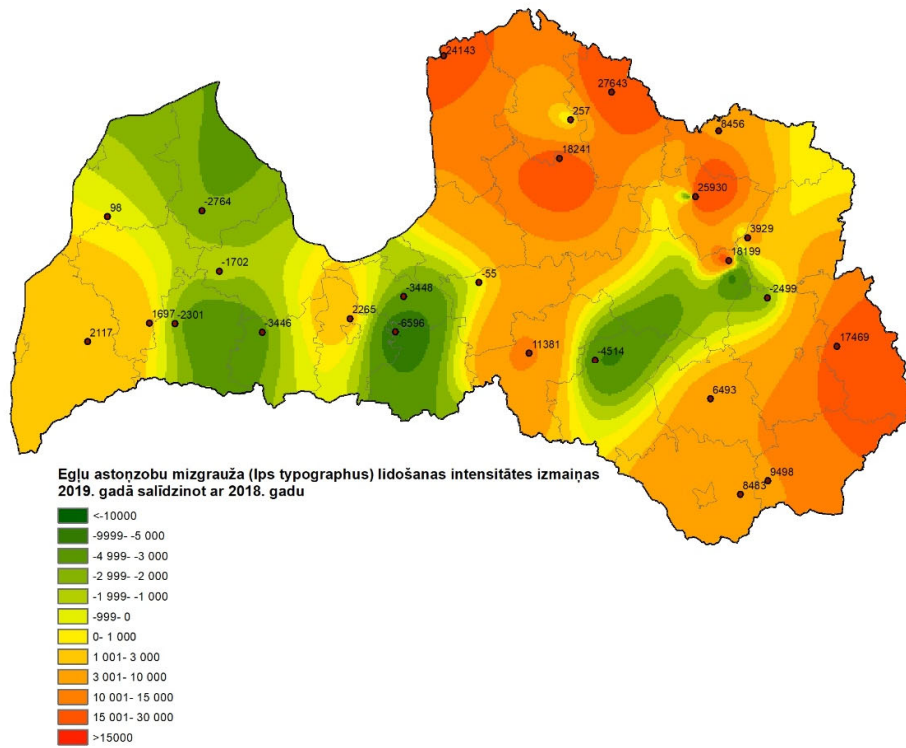 24143
27643
257
8456
18241
25930
-2764
98
3929
18199
-1702
-55
-2499
-3448
2265
1697
-2301
-3446
-6596
2117
11381
-4514
17469
6493
9498
8483
Egļu astoņzobu mizgrauža (Ips typographus) lidošanas intensitātes izmaiņas
2019. gadā salīdzinot ar 2018. gadu
<-10000
-9999- -5 000
-4 999- -3 000
-2 999- -2 000
-1 999- -1 000
-999- 0
0- 1 000
1 001- 3 000
3 001- 10 000
10 001- 15 000
15 001- 30 000
>15000